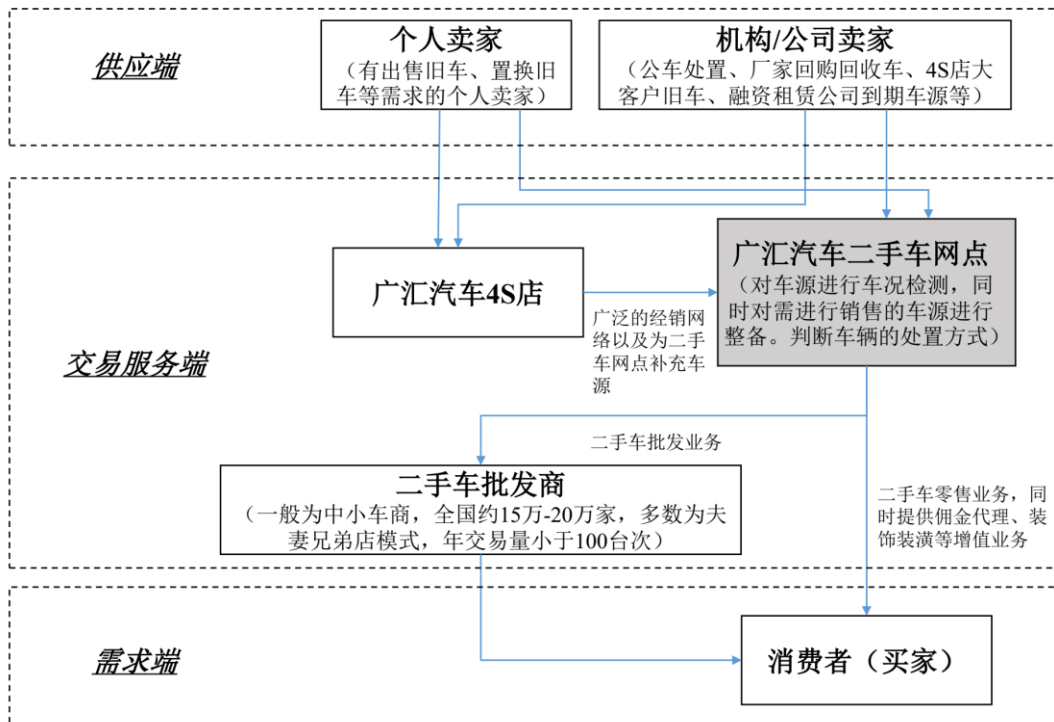 供应端
个人卖家
（有出售旧车、置换旧
车等需求的个人卖家）
机构/公司卖家
（公车处置、厂家回购回收车、4S店大
客户旧车、融资租赁公司到期车源等）
交易服务端
广汇汽车4S店
广泛的经销网
络以及为二手
车网点补充车
源
广汇汽车二手车网点
（对车源进行车况检测，同
时对需进行销售的车源进行
整备。判断车辆的处置方式）
二手车批发业务
二手车批发商
（一般为中小车商，全国约15万-20万家，多数为夫
妻兄弟店模式，年交易量小于100台次）
二手车零售业务，同
时提供佣金代理、装
饰装潢等增值业务
需求端
消费者（买家）